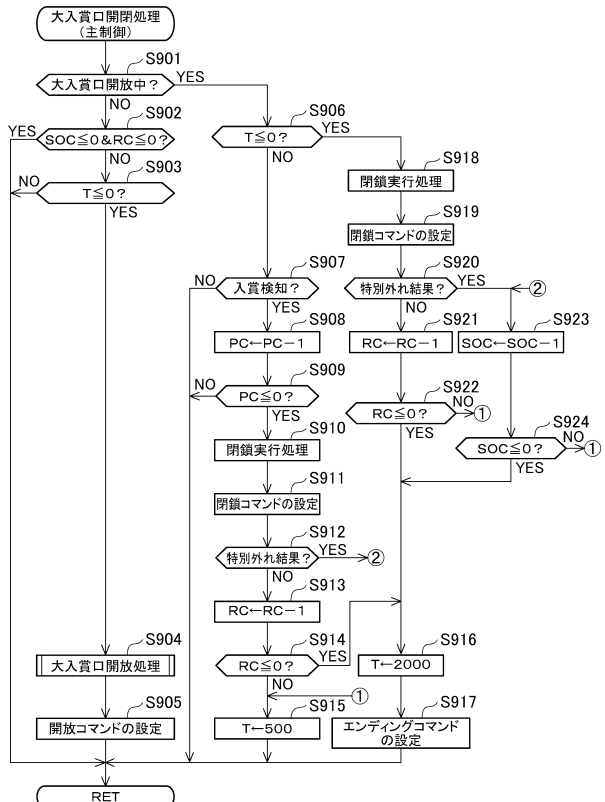 大入賞口開閉処理
(主制御)
S901
大入賞口開放中？
YES
NO
S902
YES
SOC≦0&RC≦0？
NO
S903
NO
T≦0？
YES
S904
大入賞口開放処理
S905
開放コマンドの設定
RET
S906
T≦0？
YES
NO
S907
NO
入賞検知？
YES
S908
PC←PC−1
S909
NO
PC≦0？
YES
S910
閉鎖実行処理
S911
閉鎖コマンドの設定
S912
特別外れ結果？
YES
②
NO
S913
RC←RC−1
S914
RC≦0？
YES
NO
①
S915
T←500
S918
閉鎖実行処理
S919
閉鎖コマンドの設定
S920
特別外れ結果？
YES
②
NO
S921
RC←RC−1
S922
RC≦0？
NO
①
YES
S923
SOC←SOC−1
S924
SOC≦0？
NO
①
YES
S916
T←2000
S917
エンディングコマンド
の設定